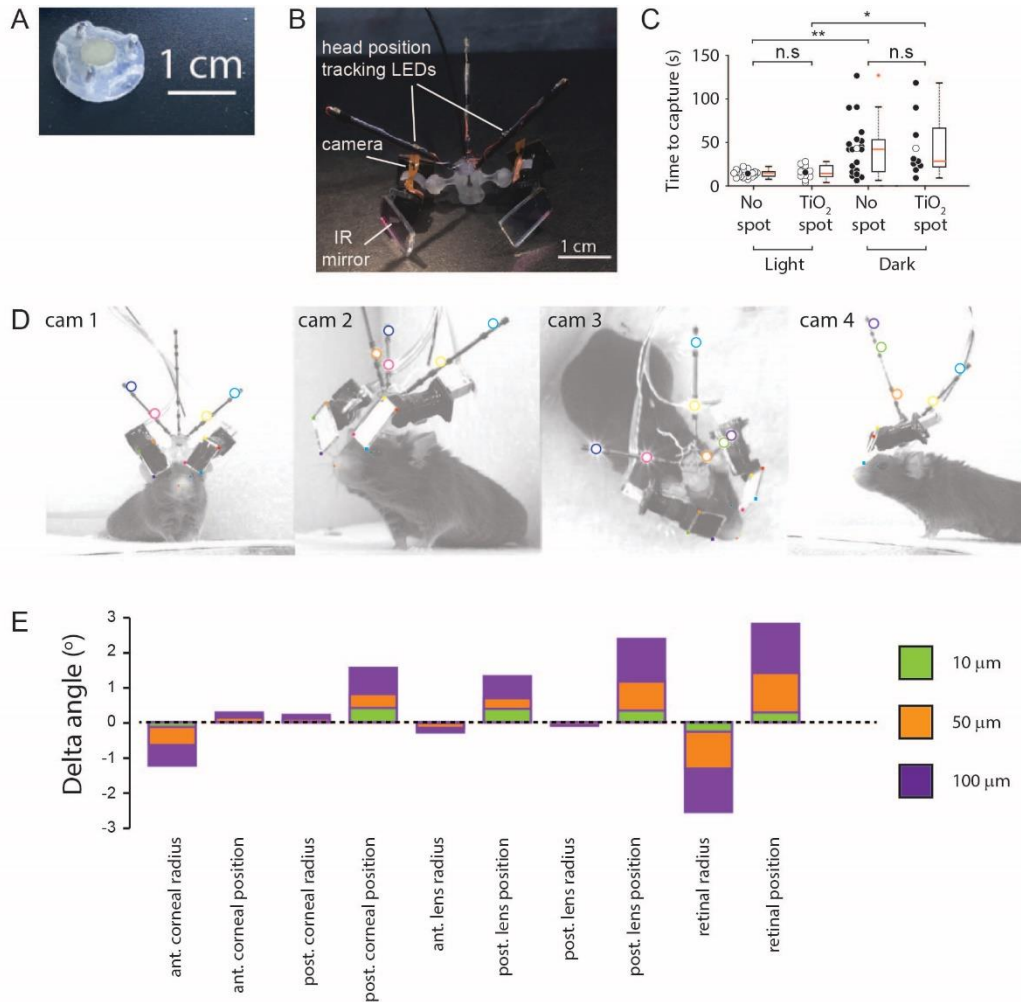 A
1 cm
B
head position
tracking LEDs
camera
IR
mirror
1 cm
C
*
**
n.s
n.s
150
100
50
0
Time to capture (s)
No
spot
TiO2
spot
No
spot
TiO2
spot
Light
Dark
D
cam 1
cam 2
cam 3
cam 4
E
3
2
1
0
-1
-2
-3
Delta angle (o)
10 μm
50 μm
100 μm
ant. corneal radius
ant. corneal position
post. corneal radius
post. corneal position
ant. lens radius
post. lens position
post. lens radius
post. lens position
retinal radius
retinal position